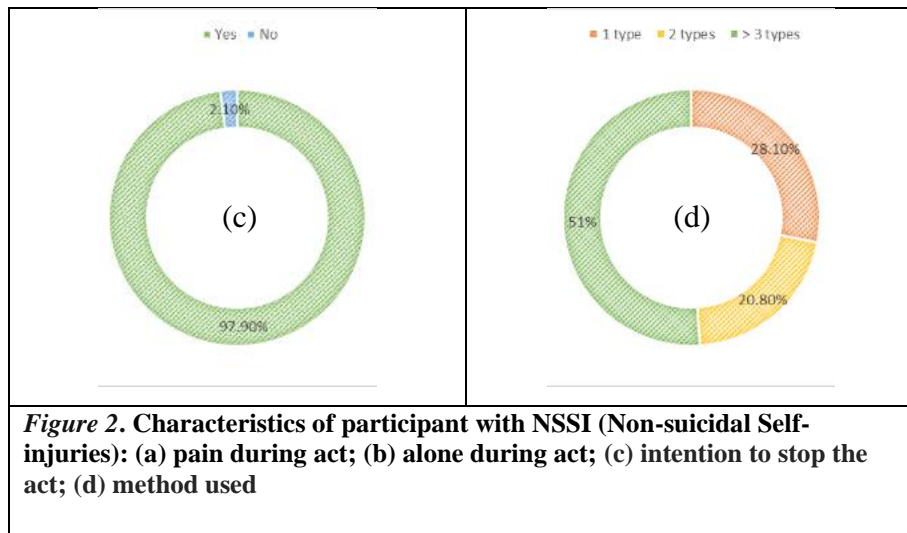 Yes No
1 type 2 types > 3 types
2.10%
28.10%
(c)
51%
(d)
20.80%
97.90%
Figure 2. Characteristics of participant with NSSI (Non-suicidal Self-
injuries): (a) pain during act; (b) alone during act; (c) intention to stop the
act; (d) method used